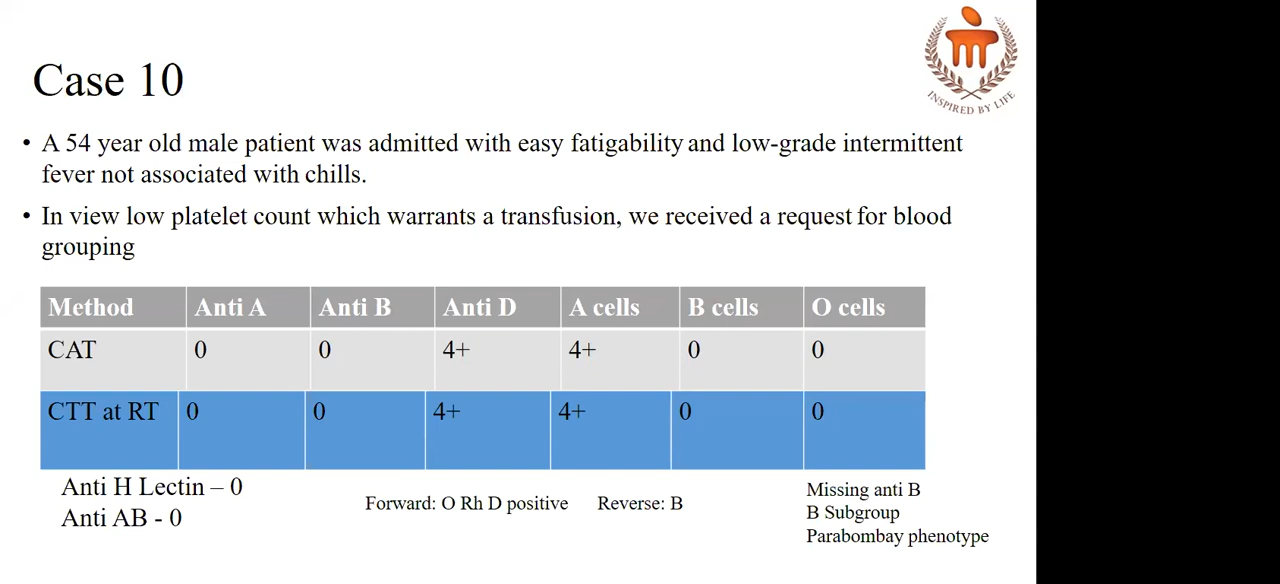 INSPIRED BY LIFE
Case 10
• A 54 year old male patient was admitted with easy fatigability and low-grade intermittent
fever not associated with chills.
• In view low platelet count which warrants a transfusion, we received a request for blood
grouping
Method Anti A Anti B Anti D A cells B cells O cells
CAT 0 0 4+ 4+ 0 0
CTT at RT 0 0 4+ 4+ 0 0
Anti H Lectin – 0
Anti AB - 0
Forward: O Rh D positive Reverse: B
Missing anti B
B Subgroup
Parabombay phenotype